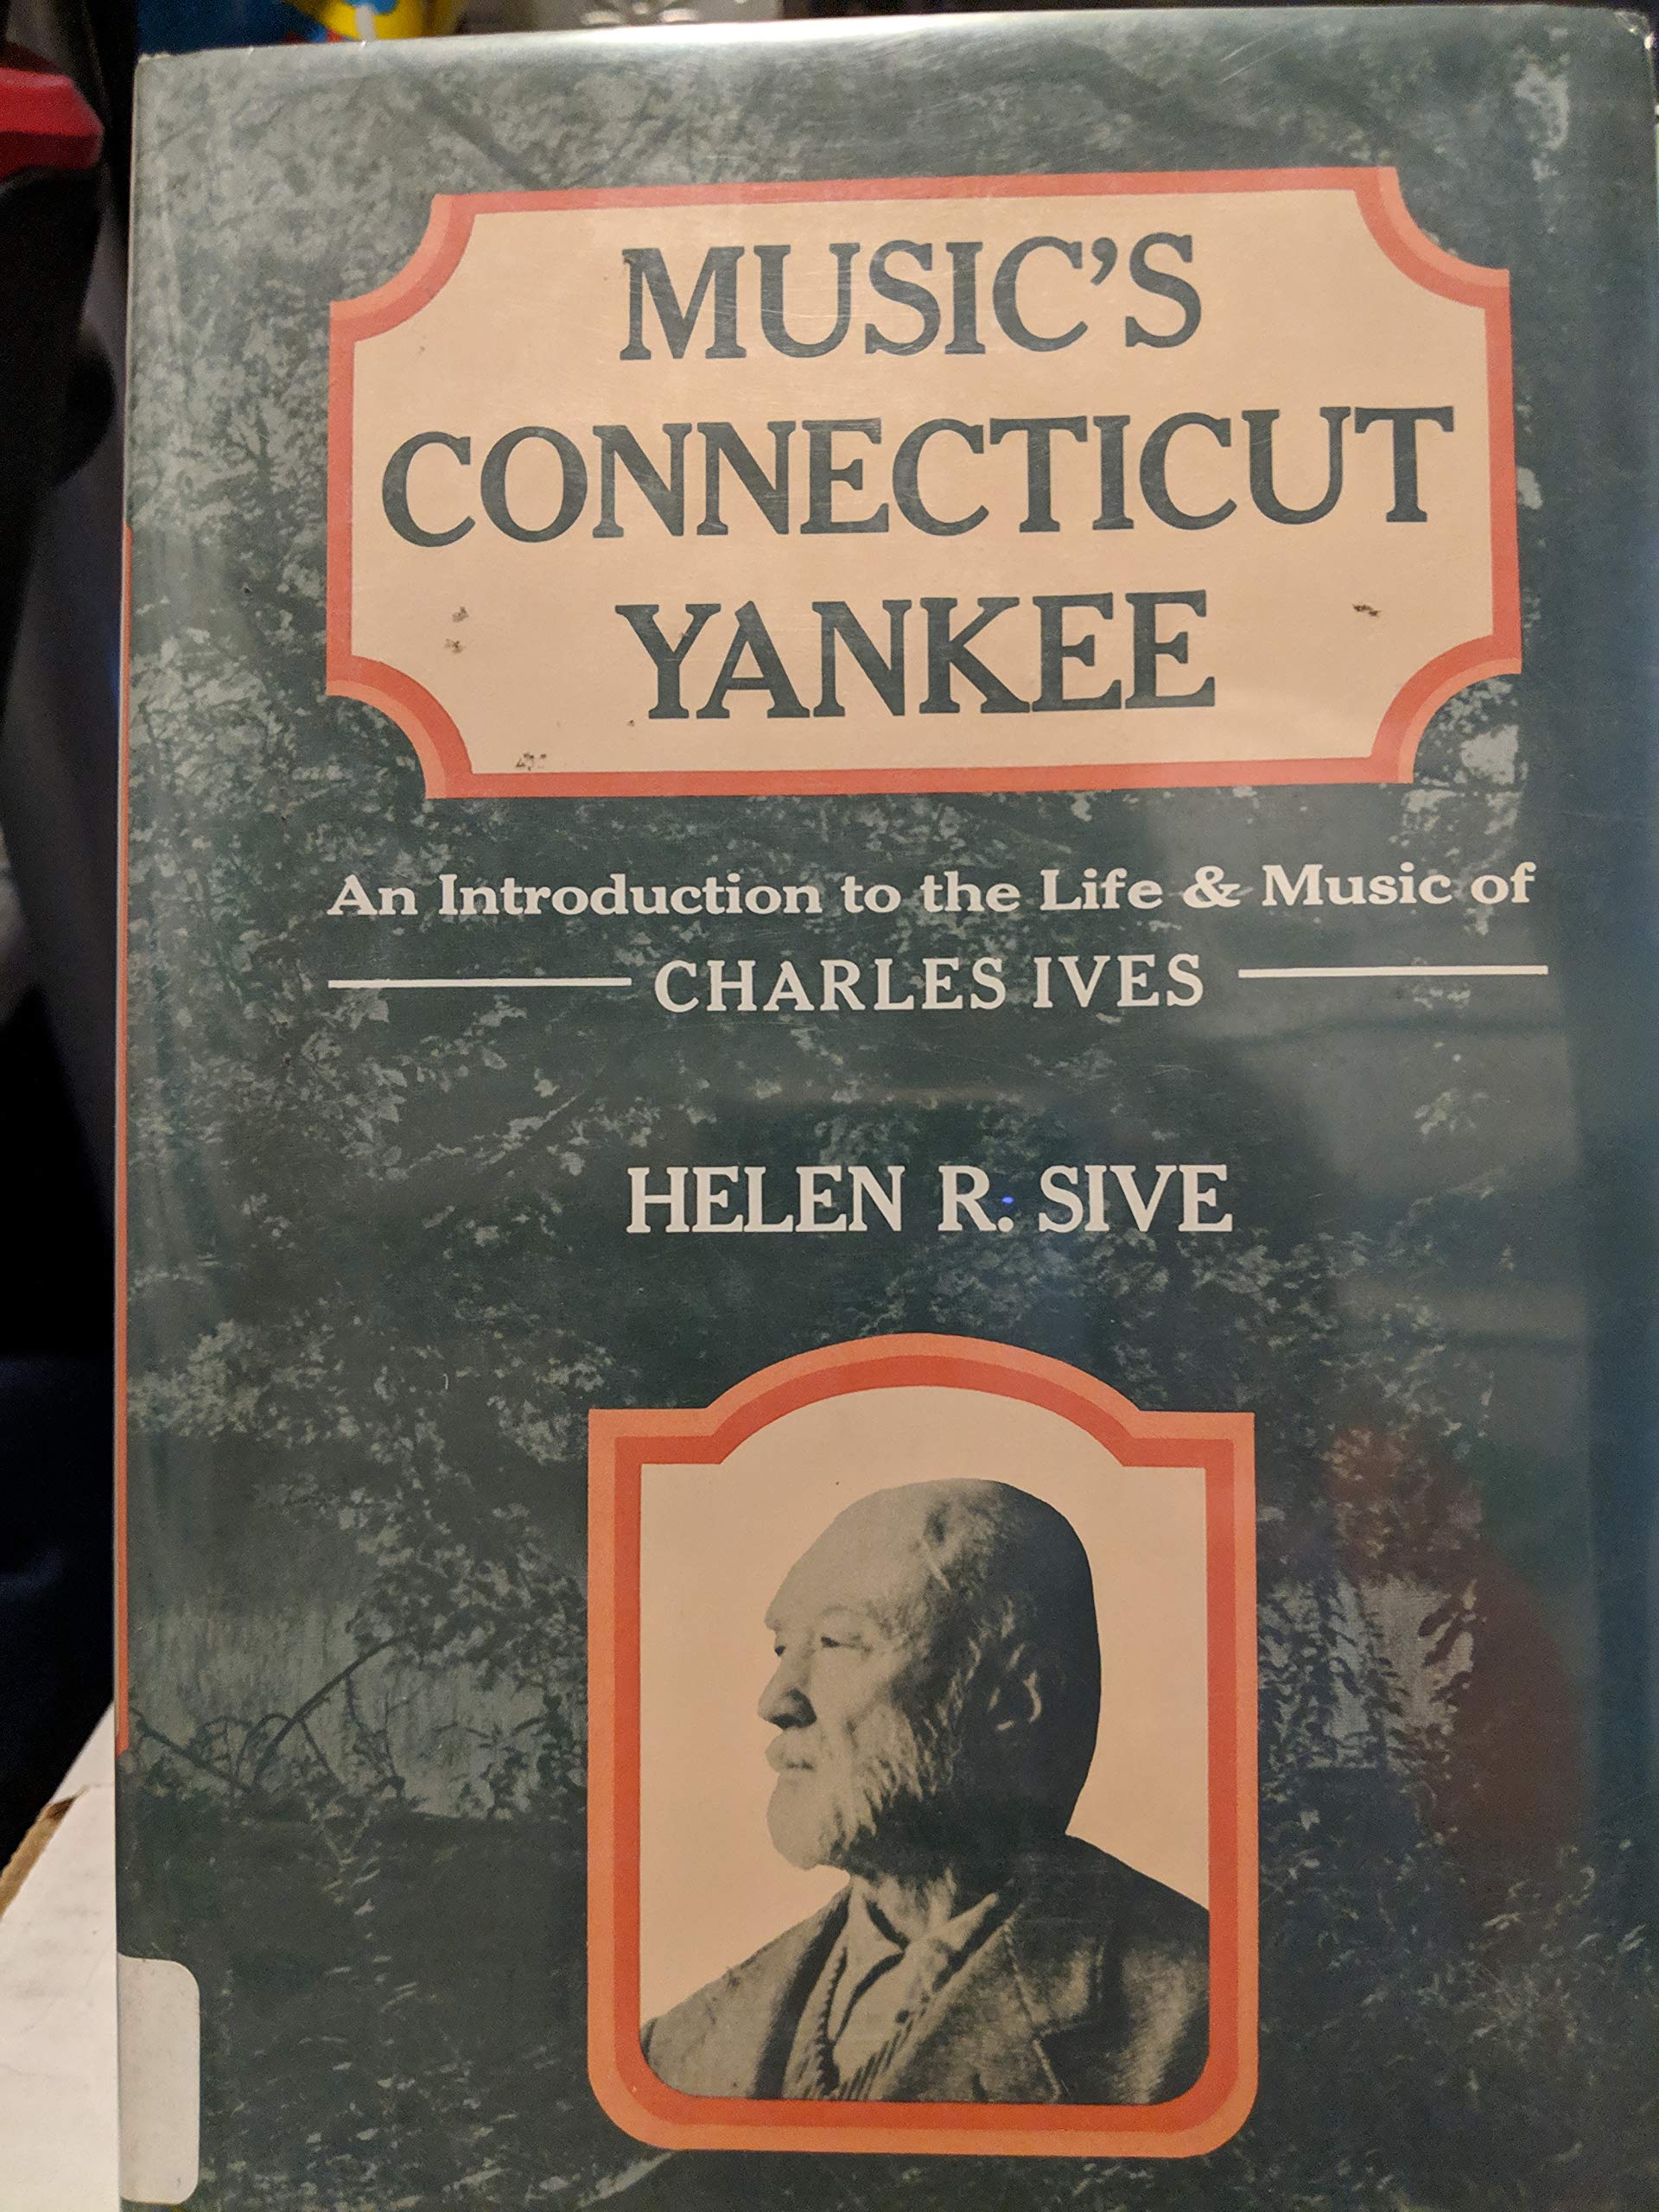 MUSIC'S
CONNECTICUT
YANKEE
An Introduction to the Life & Music of
CHARLES IVES
HELEN R. SIVE